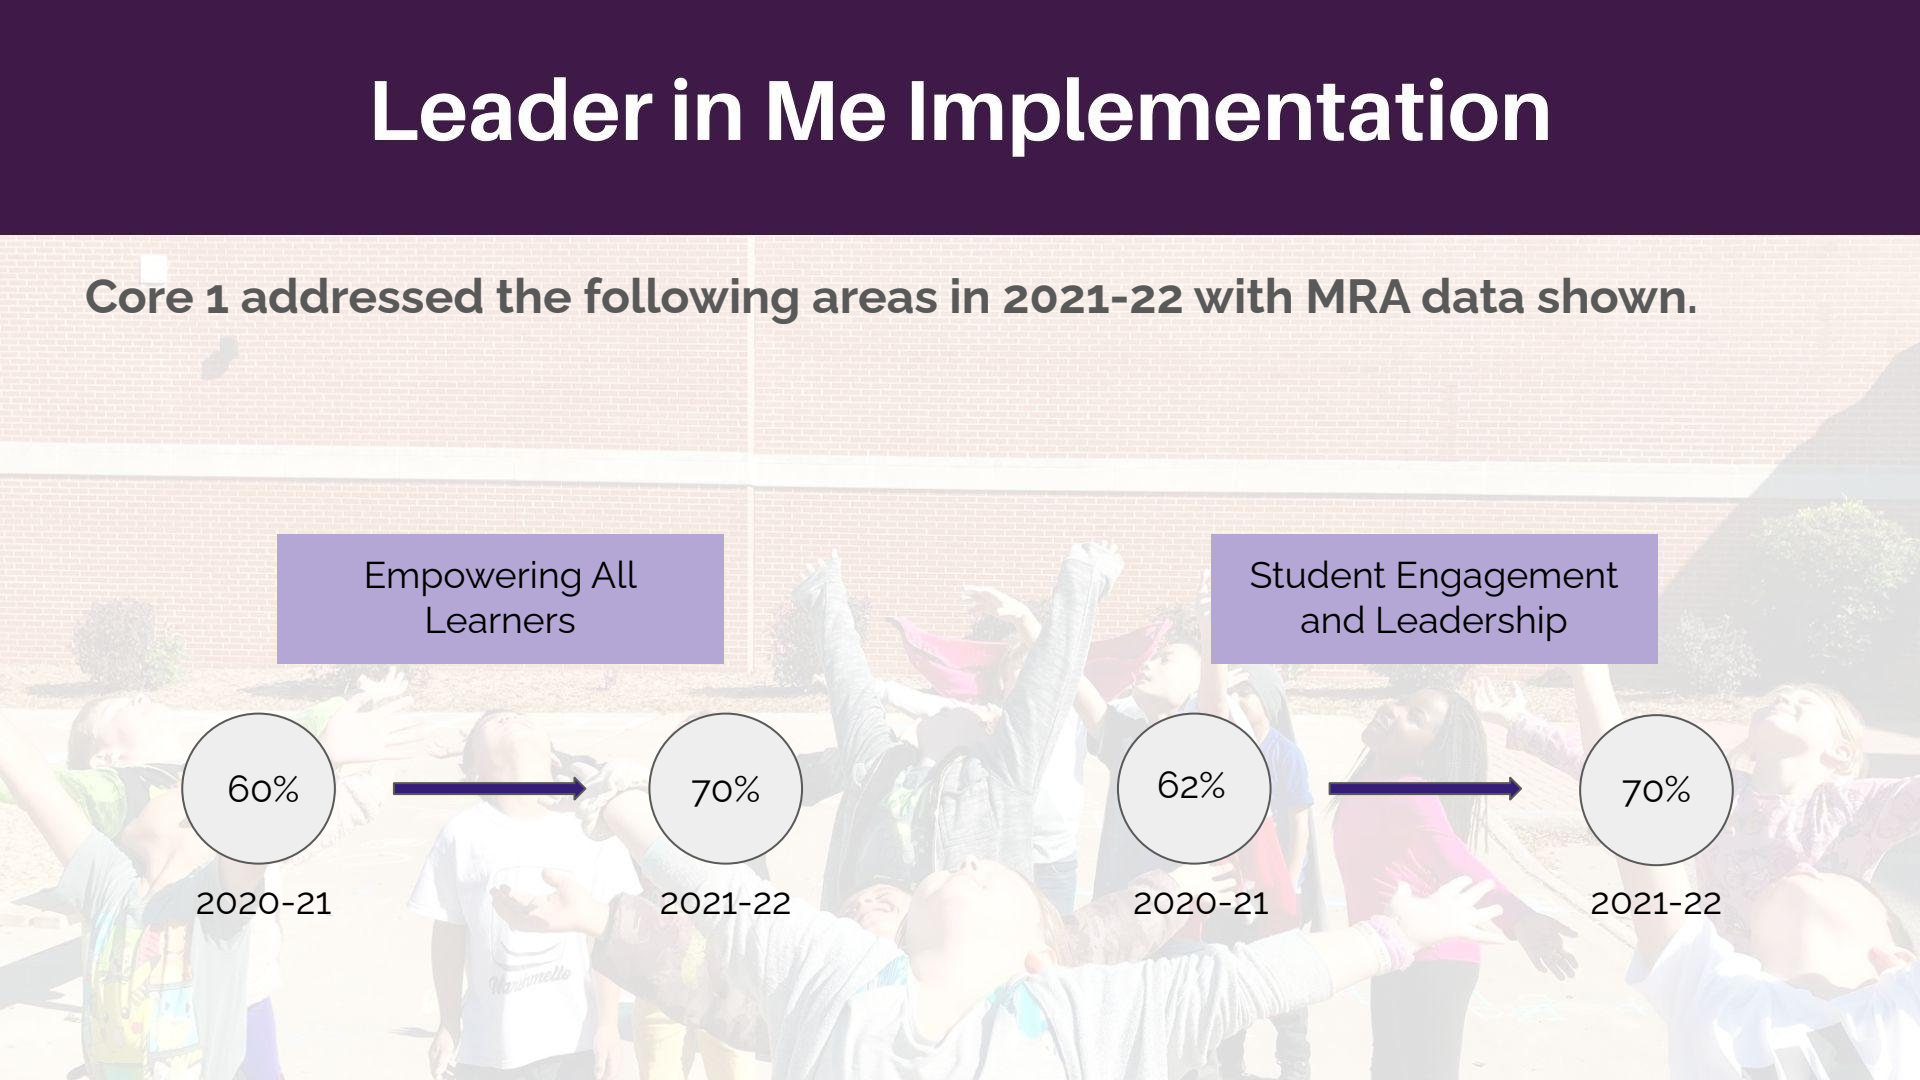 Leader in Me Implementation
Core 1 addressed the following areas in 2021-22 with MRA data shown.
Empowering All
Learners
Student Engagement
and Leadership
60%
70%
62%
70%
2020-21
2021-22
2020-21
2021-22
Marshmello